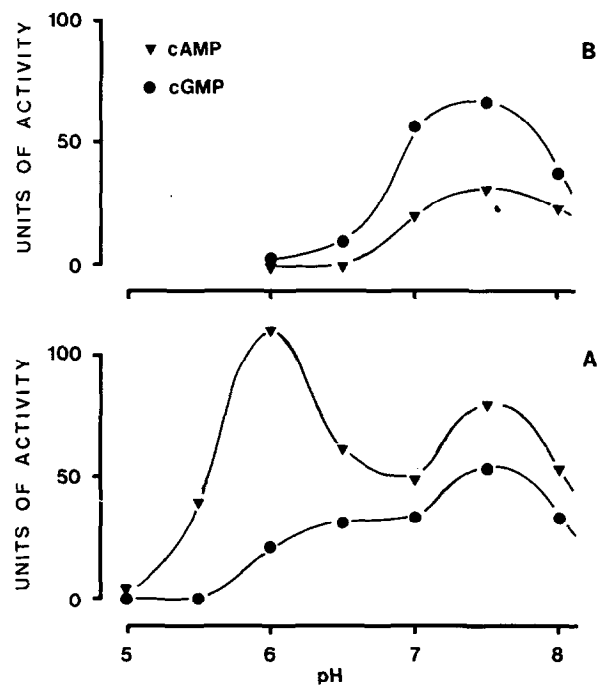 100
50
0
UNITS OF ACTIVITY
cAMP
cGMP
B
100
50
0
UNITS OF ACTIVITY
A
5 6 7 8
pH